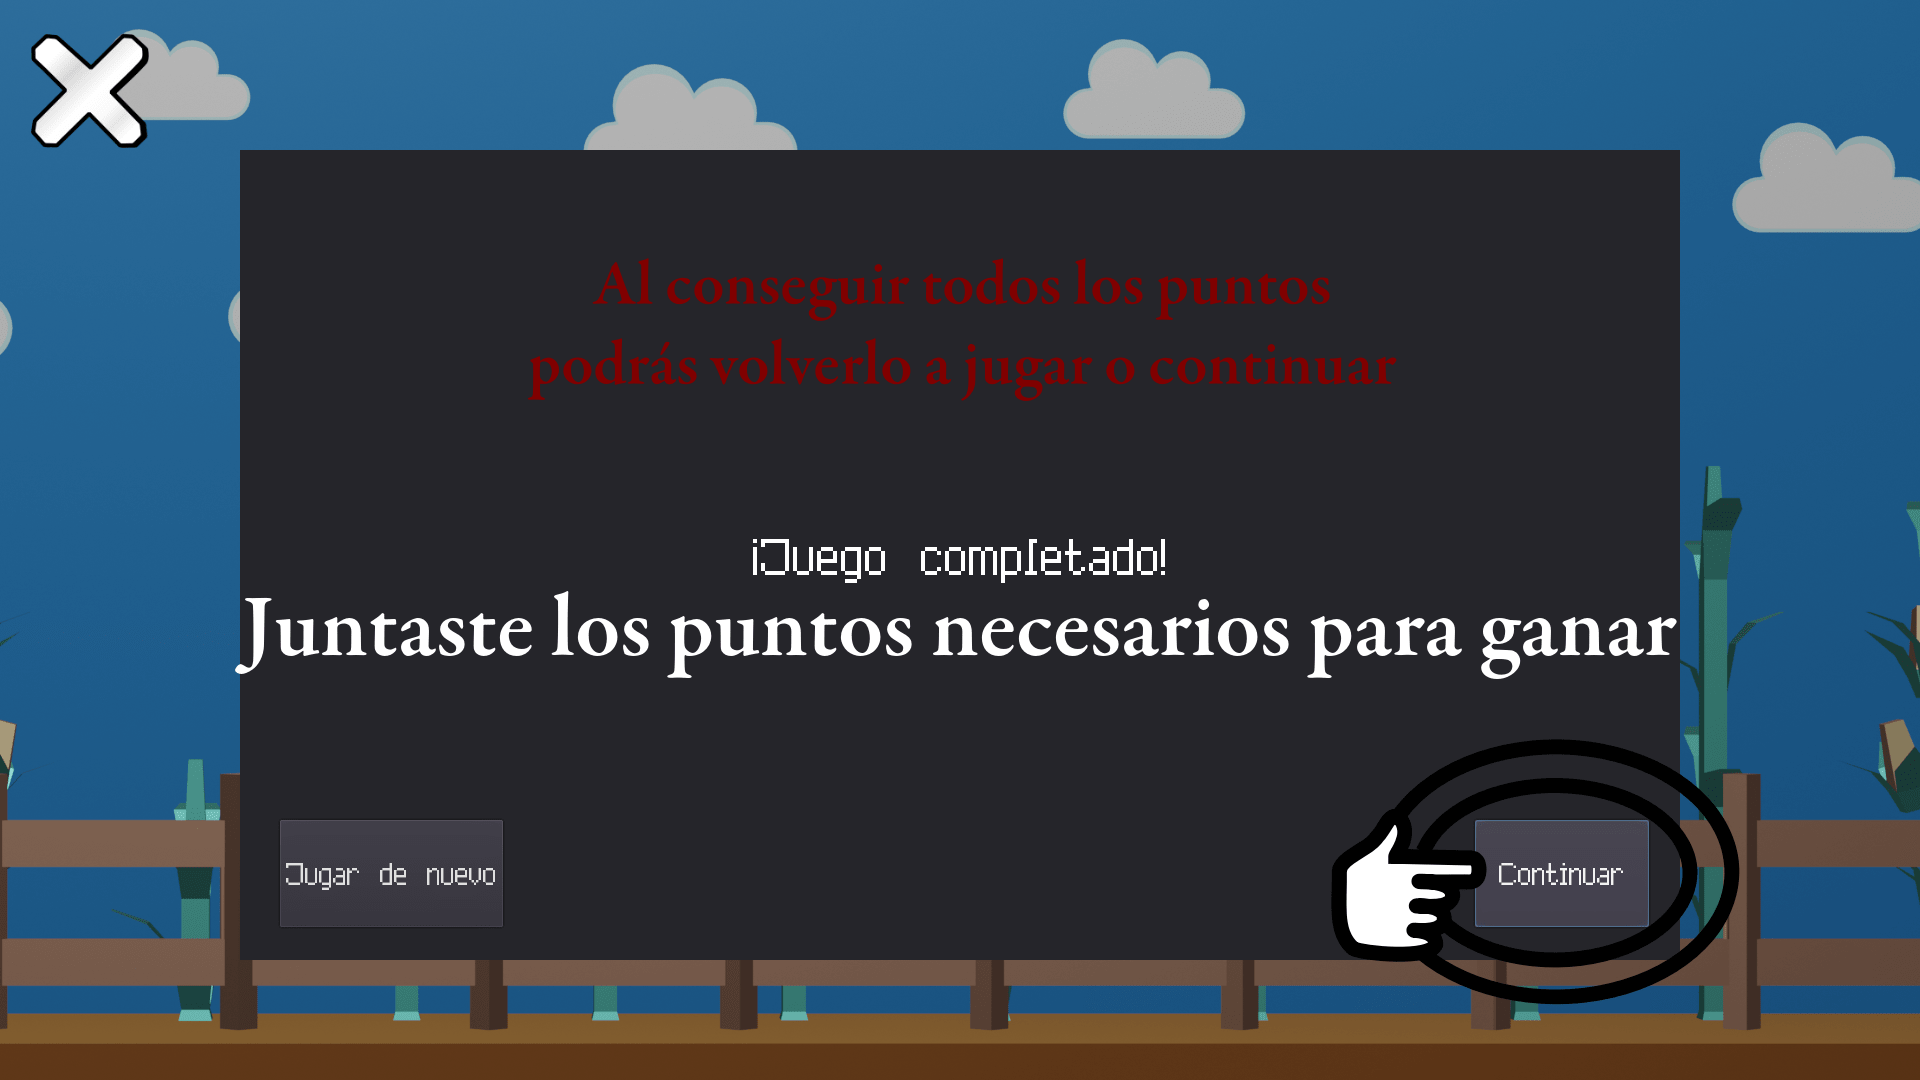 Al conseguir todos los puntos
podrás volverlo a jugar o continuar
¡Juego completado!
Juntaste los puntos necesarios para ganar
Jugar de nuevo
Continuar